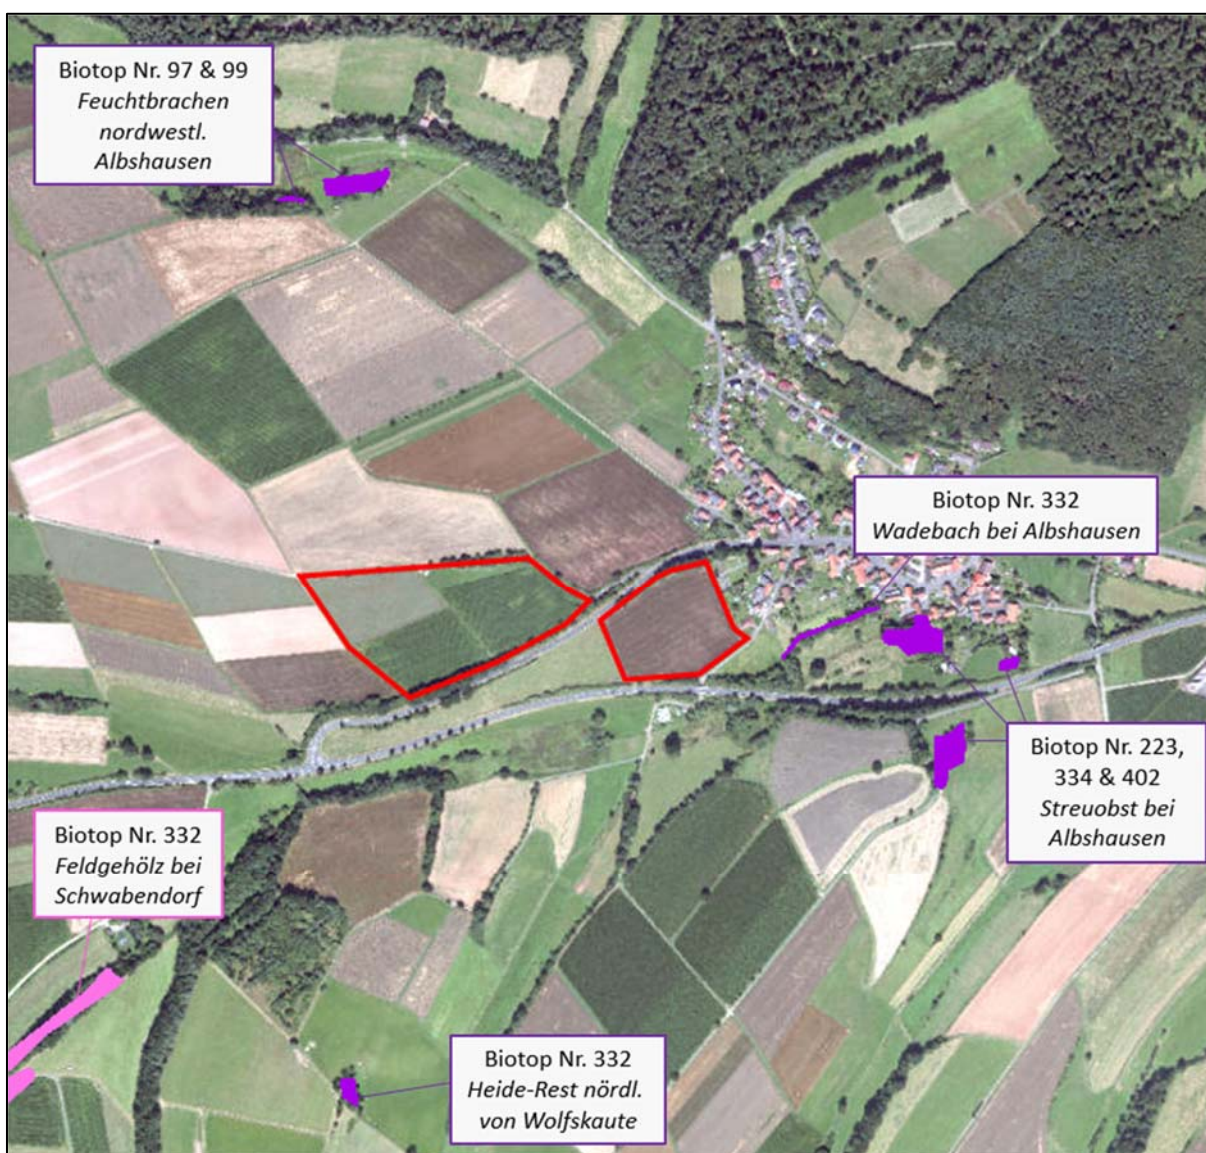 Biotop Nr. 97 & 99
Feuchtbrachen
nordwestl.
Albshausen
Biotop Nr. 332
Wadebach bei Albshausen
Biotop Nr. 223,
334 & 402
Streuobst bei
Albshausen
Biotop Nr. 332
Feldgehölz bei
Schwabendorf
Biotop Nr. 332
Heide-Rest nördl.
von Wolfskaute